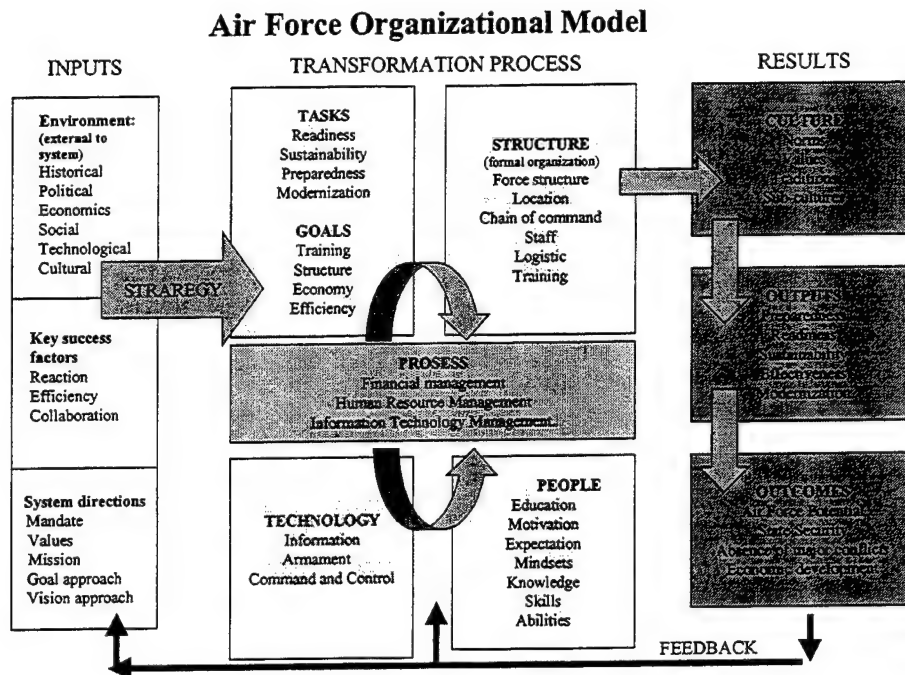 Air Force Organizational Model
INPUTS
TRANSFORMATION PROCESS
RESULTS
Environment:
(external to
system)
Historical
Political
Economics
Social
Technological
Cultural
Key success
factors
Reaction
Efficiency
Collaboration
System directions
Mandate
Values
Mission
Goal approach
Vision approach
STRAREGY
TASKS
Readiness
Sustainability
Preparedness
Modernization
GOALS
Training
Structure
Economy
Efficiency
STRUCTURE
(formal organization)
Force structure
Location
Chain of command
Staff
Logistic
Training
PROSESS
Financial management
Human Resource Management
Information Technology Management
TECHNOLOGY
Information
Armament
Command and Control
PEOPLE
Education
Motivation
Expectation
Mindsets
Knowledge
Skills
Abilities
CULTURE
Norms
Values
Traditions
Sub-cultures
OUTPUTS
Preparedness
Readiness
Sustainability
Effectiveness
Modernization
OUTCOMES
Air Force Potential
State Security
Absence of major conflicts
Economic development
FEEDBACK